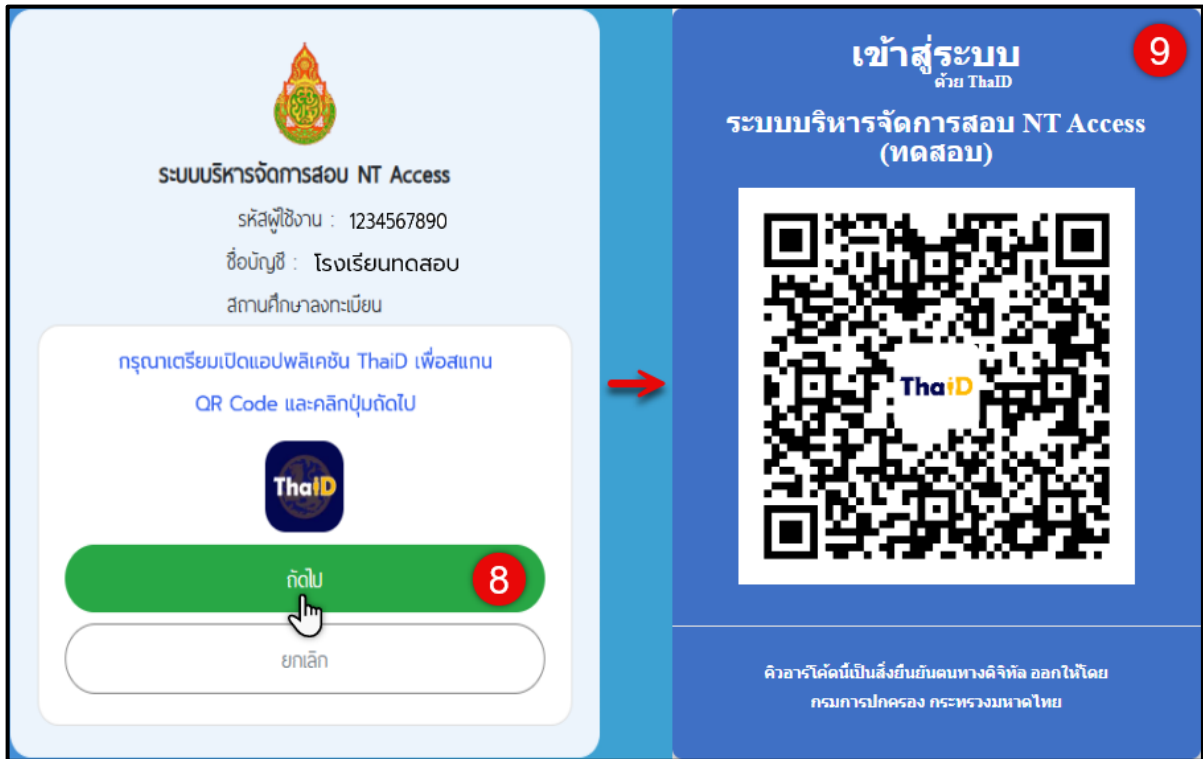 ระบบบริหารจัดการสอบ NT Access
รหัสผู้ใช้งาน : 1234567890
ชื่อบัญชี : โรงเรียนทดสอบ
สถานศึกษาลงทะเบียน
กรุณาเตรียมเปิดแอปพลิเคชัน ThaiD เพื่อสแกน
QR Code และคลิกปุ่มถัดไป
ThaiD
ถัดไป
8
ยกเลิก
เข้าสู่ระบบ
9
ด้วย ThaID
ระบบบริหารจัดการสอบ NT Access
(ทดสอบ)
ThaiD
คิวอาร์โค้ดนี้เป็นสิ่งยืนยันตนทางดิจิทัล ออกให้โดย
กรมการปกครอง กระทรวงมหาดไทย